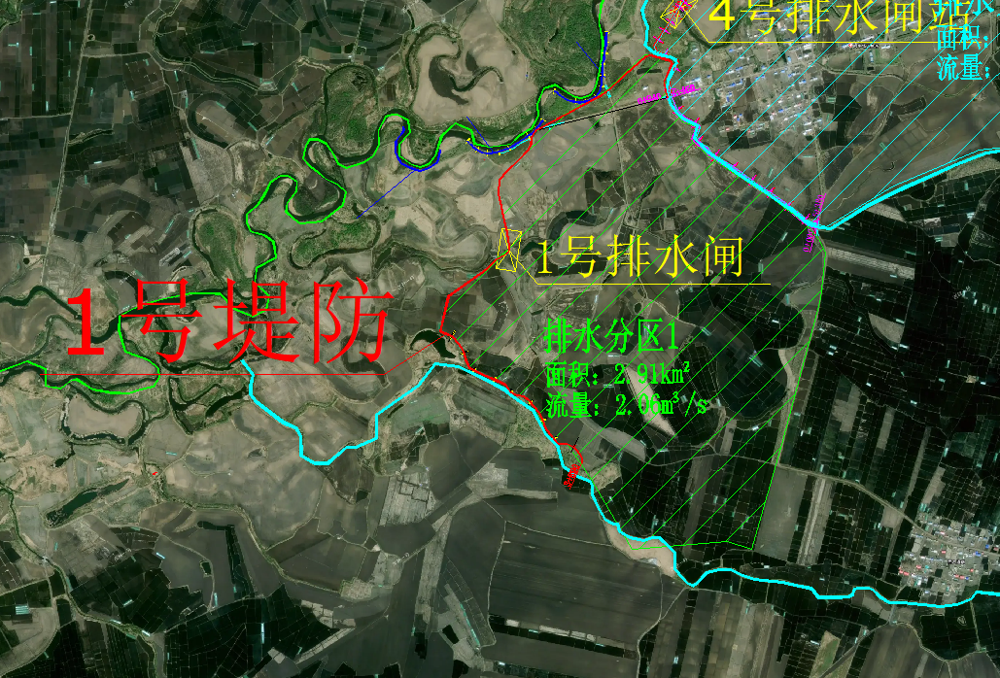 4号排水闸站
面积:
流量:
1号排水闸
1号堤防
排水分区1
面积: 2.91km²
流量: 2.06m³/s